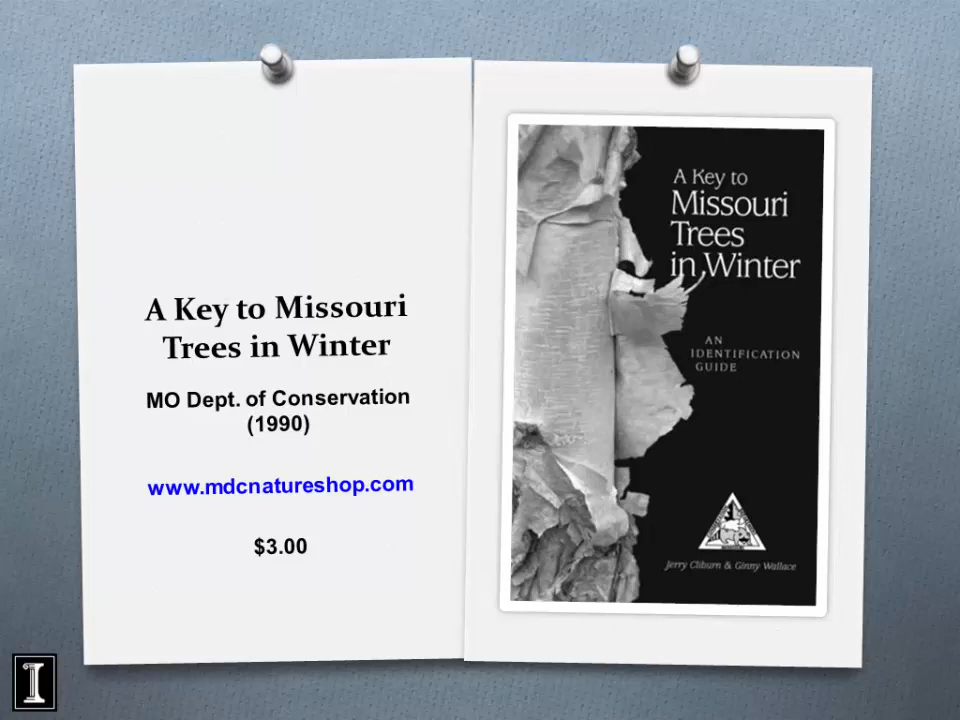 A Key to Missouri
Trees in Winter
MO Dept. of Conservation
(1990)
www.mdcnatureshop.com
$3.00
A Key to
Missouri
Trees
in Winter
AN
IDENTIFICATION
GUIDE
Jerry Cliburn & Ginny Wallace
I